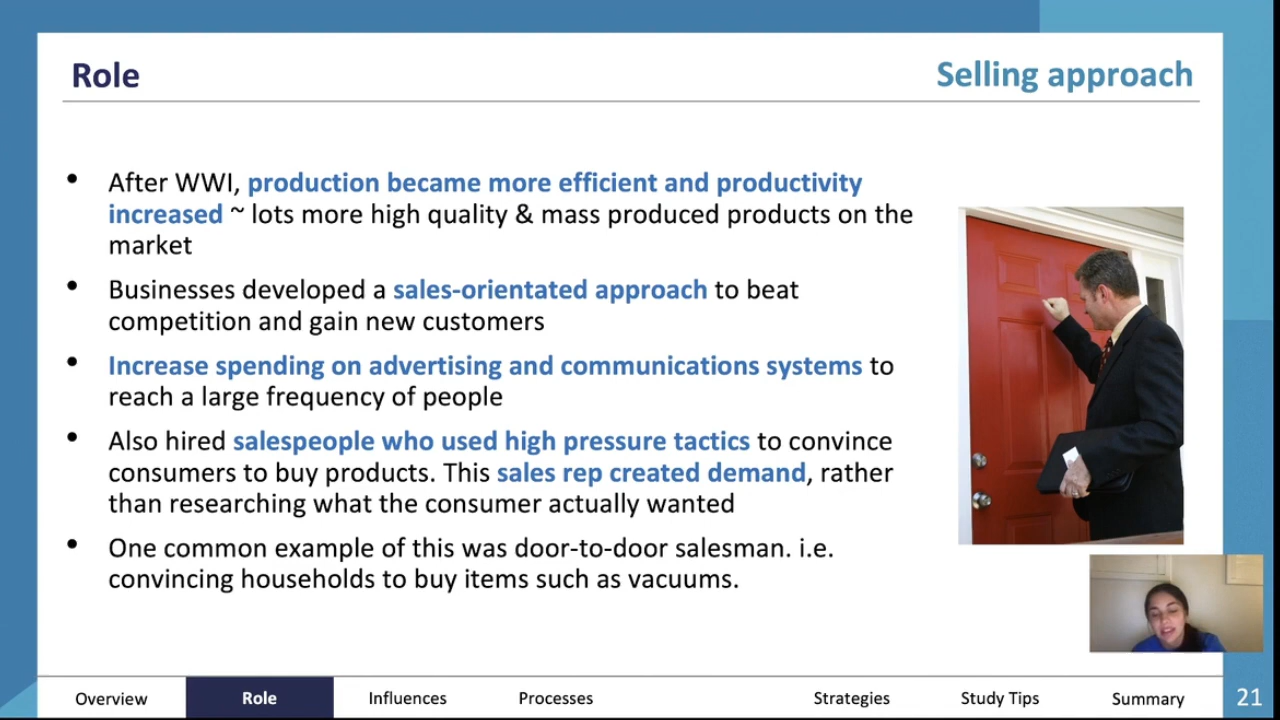 Role
Selling approach
• After WWI, production became more efficient and productivity
increased ~ lots more high quality & mass produced products on the
market
• Businesses developed a sales-orientated approach to beat
competition and gain new customers
• Increase spending on advertising and communications systems to
reach a large frequency of people
• Also hired salespeople who used high pressure tactics to convince
consumers to buy products. This sales rep created demand, rather
than researching what the consumer actually wanted
• One common example of this was door-to-door salesman. i.e.
convincing households to buy items such as vacuums.
Overview Role Influences Processes Strategies Study Tips Summary 21